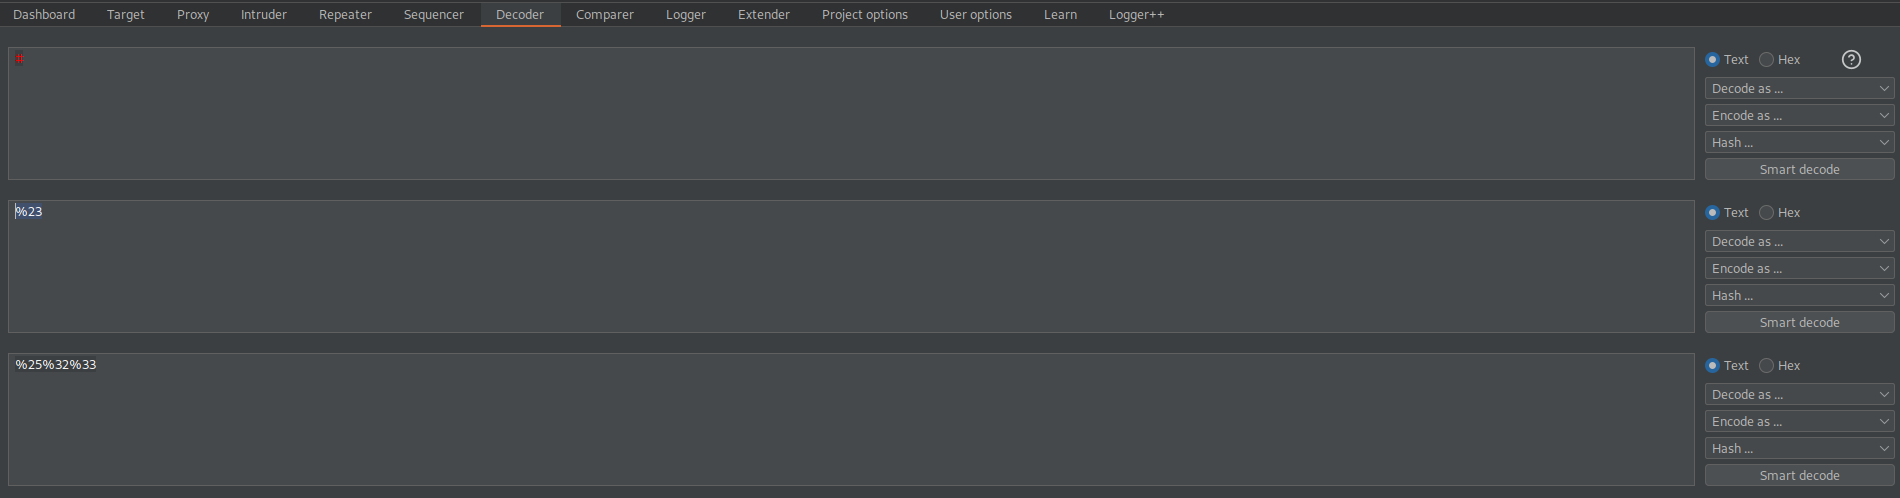 Dashboard Target Proxy Intruder Repeater Sequencer Decoder Comparer Logger Extender Project options User options Learn Logger++
#
Text Hex ?
Decode as ...
Encode as ...
Hash ...
Smart decode
%23
Text Hex
Decode as ...
Encode as ...
Hash ...
Smart decode
%25%32%33
Text Hex
Decode as ...
Encode as ...
Hash ...
Smart decode